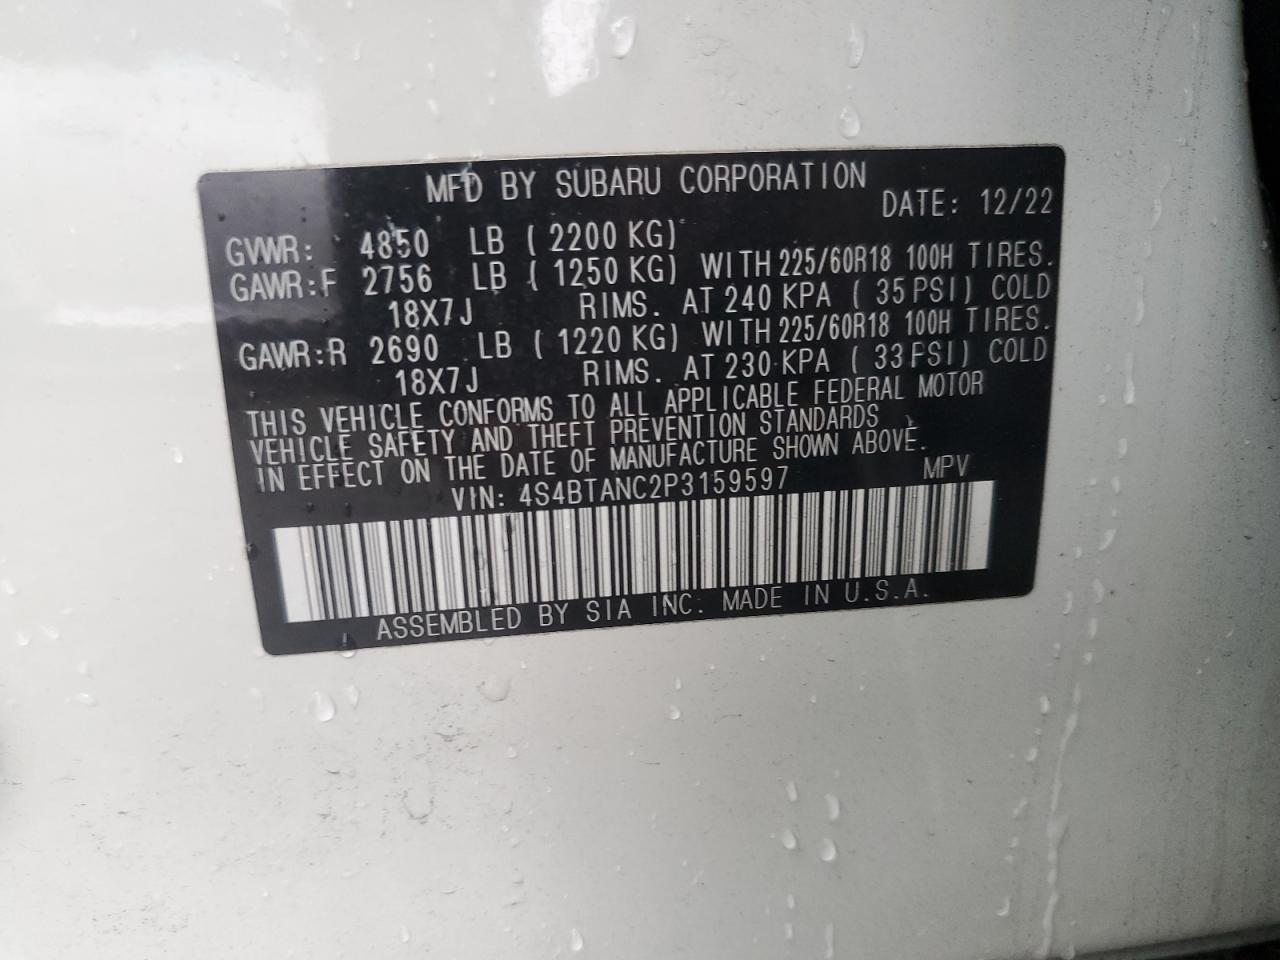 MFD BY SUBARU CORPORATION
DATE: 12/22
GVWR: 4850 LB ( 2200 KG)
GAWR:F 2756 LB ( 1250 KG) WITH 225/60R18 100H TIRES.
18X7J RIMS. AT 240 KPA ( 35 PSI) COLD
GAWR:R 2690 LB ( 1220 KG) WITH 225/60R18 100H TIRES.
18X7J RIMS. AT 230 KPA ( 33 PSI) COLD
THIS VEHICLE CONFORMS TO ALL APPLICABLE FEDERAL MOTOR
VEHICLE SAFETY AND THEFT PREVENTION STANDARDS
IN EFFECT ON THE DATE OF MANUFACTURE SHOWN ABOVE.
VIN: 4S4BTANC2P3159597 MPV
ASSEMBLED BY SIA INC. MADE IN U.S.A.